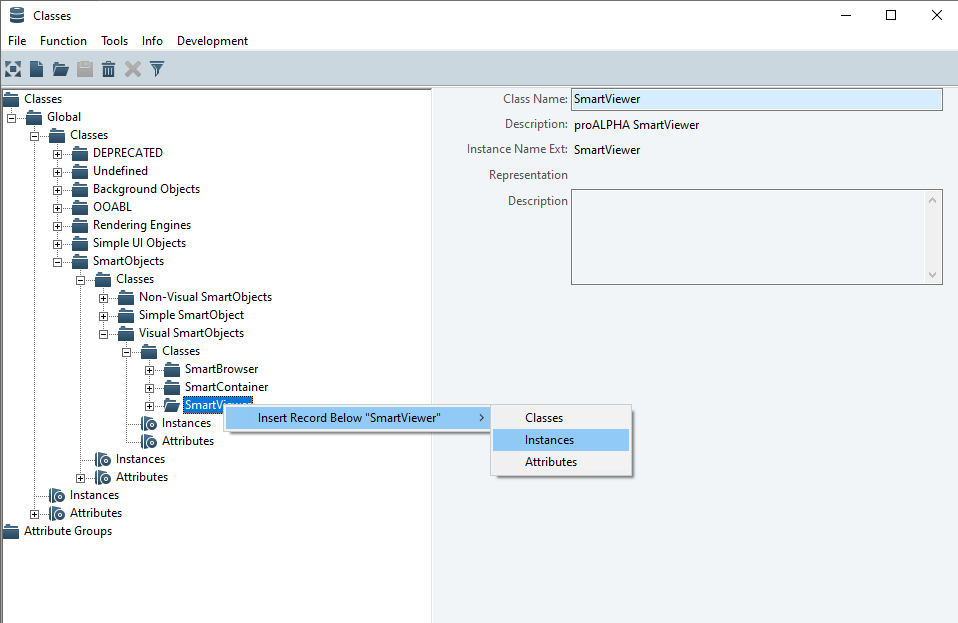 Classes
File Function Tools Info Development
Classes
Global
Classes
DEPRECATED
Undefined
Background Objects
OOABL
Rendering Engines
Simple UI Objects
SmartObjects
Classes
Non-Visual SmartObjects
Simple SmartObject
Visual SmartObjects
Classes
SmartBrowser
SmartContainer
SmartViewer
Instances
Attributes
Instances
Attributes
Instances
Attributes
Attribute Groups
Insert Record Below "SmartViewer"
Classes
Instances
Attributes
Class Name: SmartViewer
Description: proALPHA SmartViewer
Instance Name Ext: SmartViewer
Representation
Description